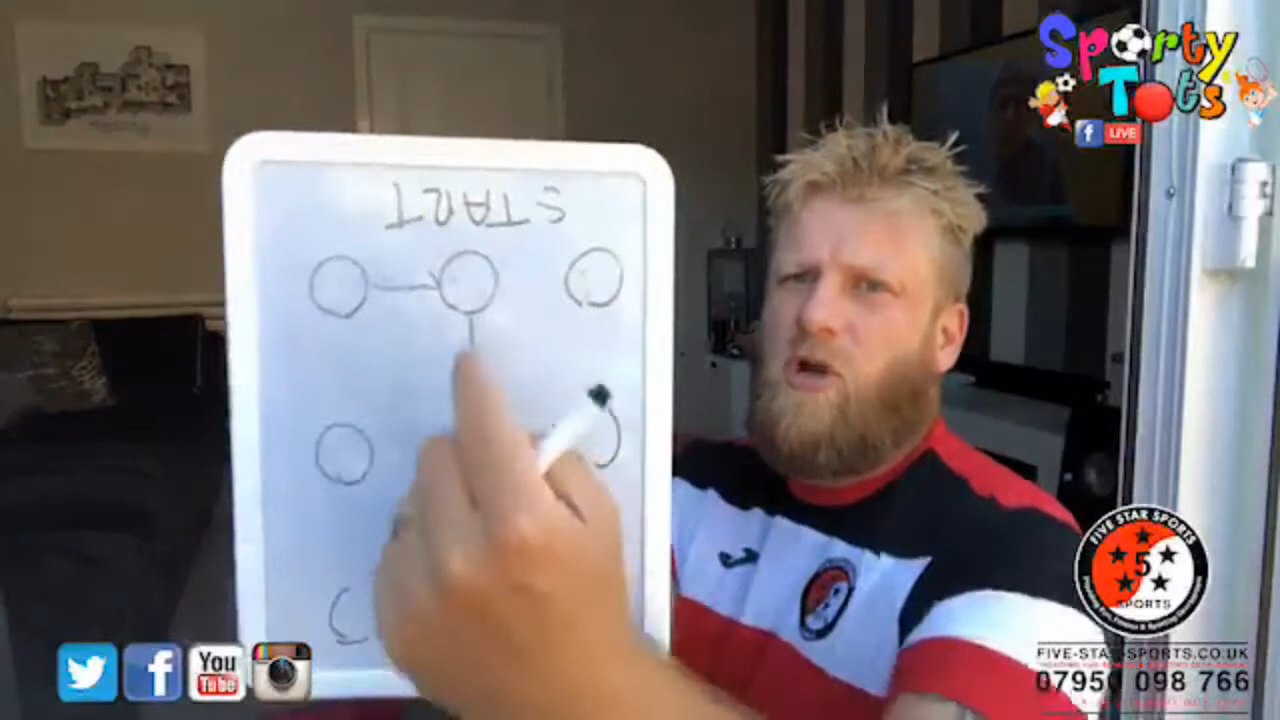 Sporty
Tots
f LIVE
START
FIVE STAR SPORTS
5
SPORTS
You
Tube
FIVE-STAR-SPORTS.CO.UK
07950 098 766